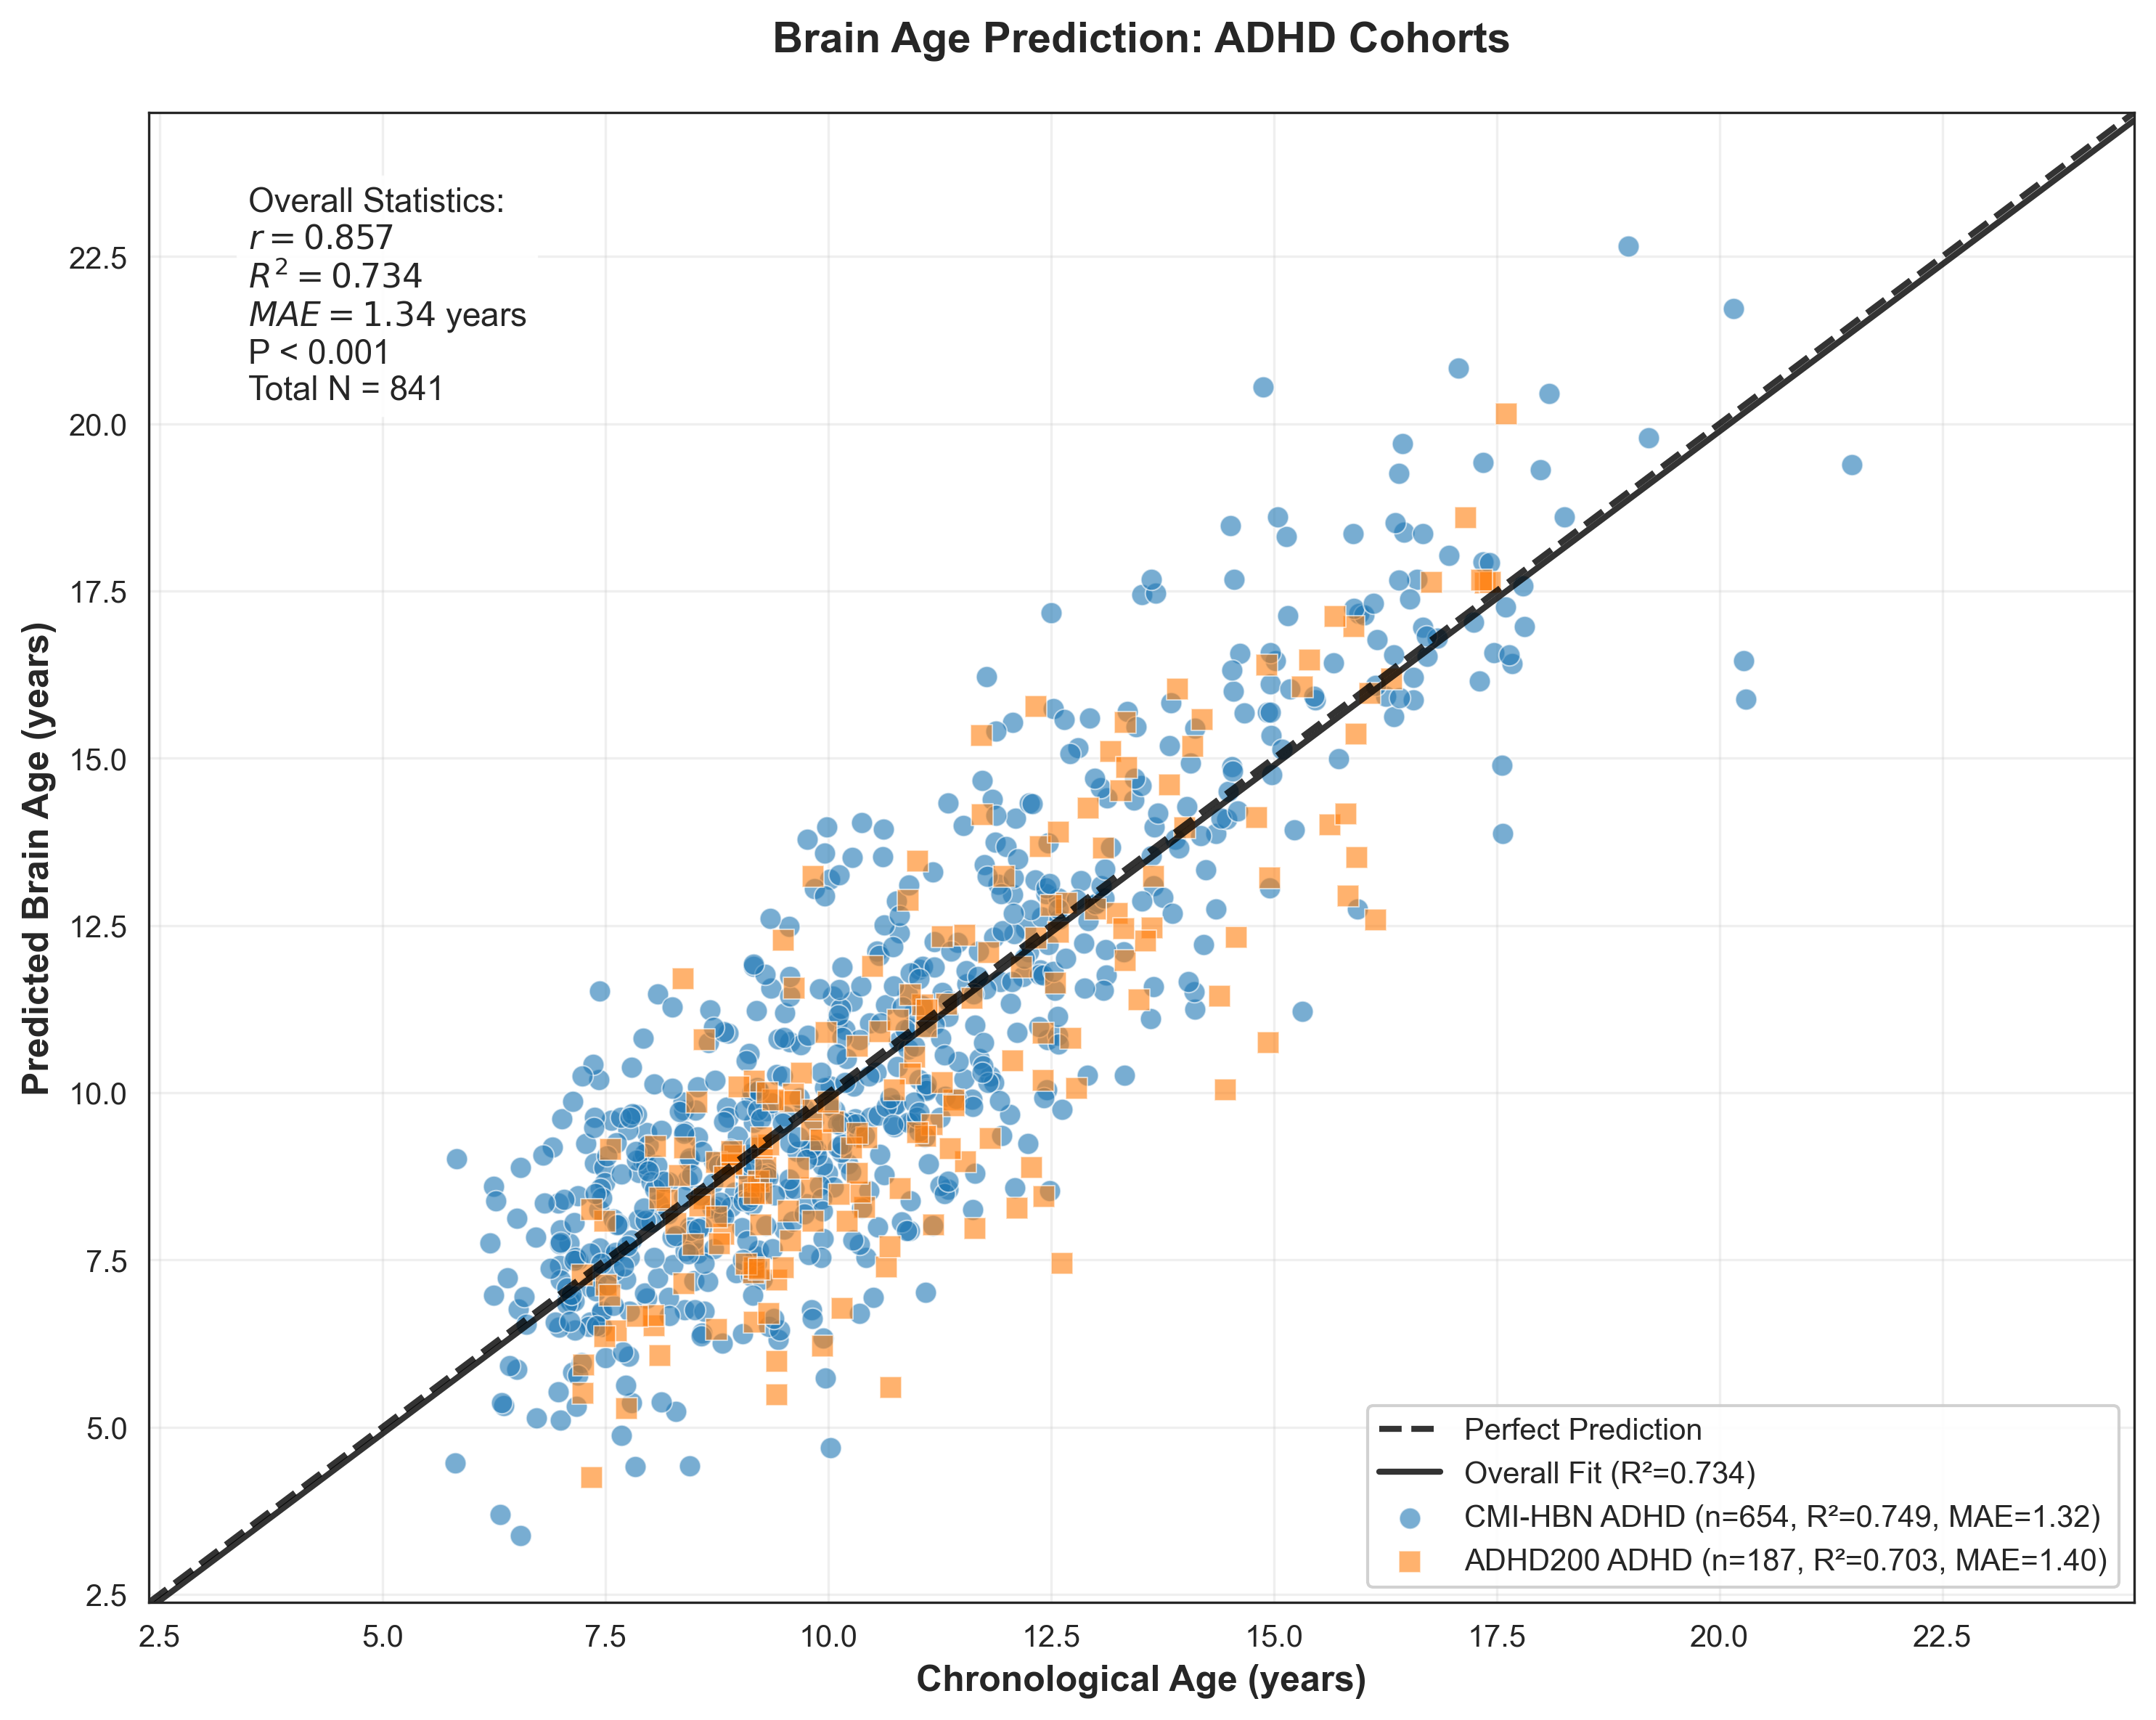 Brain Age Prediction: ADHD Cohorts
Overall Statistics:
r = 0.857
R² = 0.734
MAE = 1.34 years
P < 0.001
Total N = 841
Predicted Brain Age (years)
22.5
20.0
17.5
15.0
12.5
10.0
7.5
5.0
2.5
Perfect Prediction
Overall Fit (R²=0.734)
CMI-HBN ADHD (n=654, R²=0.749, MAE=1.32)
ADHD200 ADHD (n=187, R²=0.703, MAE=1.40)
2.5 5.0 7.5 10.0 12.5 15.0 17.5 20.0 22.5
Chronological Age (years)